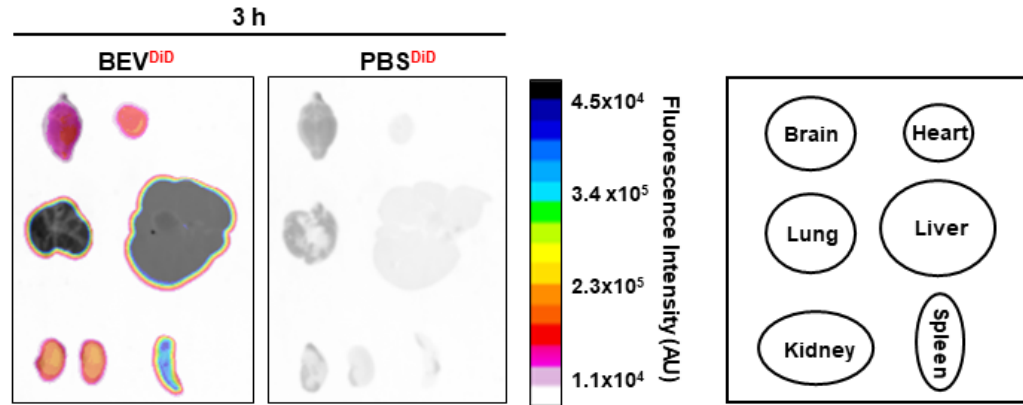 3 h
BEVDiD
PBSDiD
4.5x10⁴
3.4 x10⁵
2.3x10⁵
1.1x10⁴
Fluorescence Intensity (AU)
Brain
Heart
Lung
Liver
Kidney
Spleen